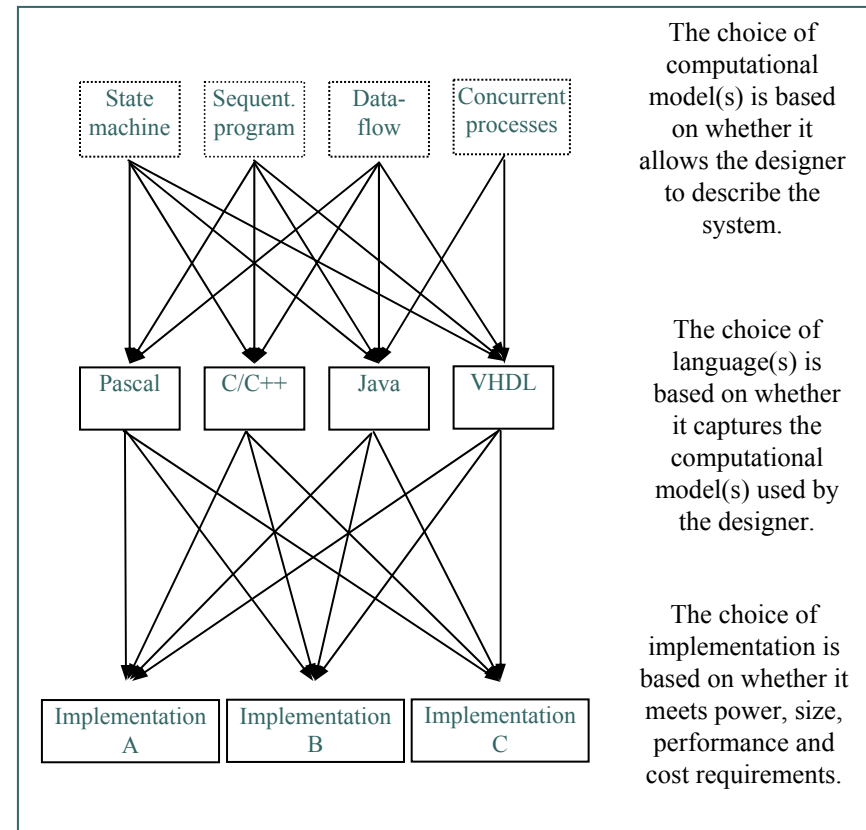 State
machine
Sequent.
program
Data-
flow
Concurrent
processes
The choice of
computational
model(s) is based
on whether it
allows the designer
to describe the
system.
Pascal
C/C++
Java
VHDL
The choice of
language(s) is
based on whether
it captures the
computational
model(s) used by
the designer.
Implementation
A
Implementation
B
Implementation
C
The choice of
implementation is
based on whether it
meets power, size,
performance and
cost requirements.